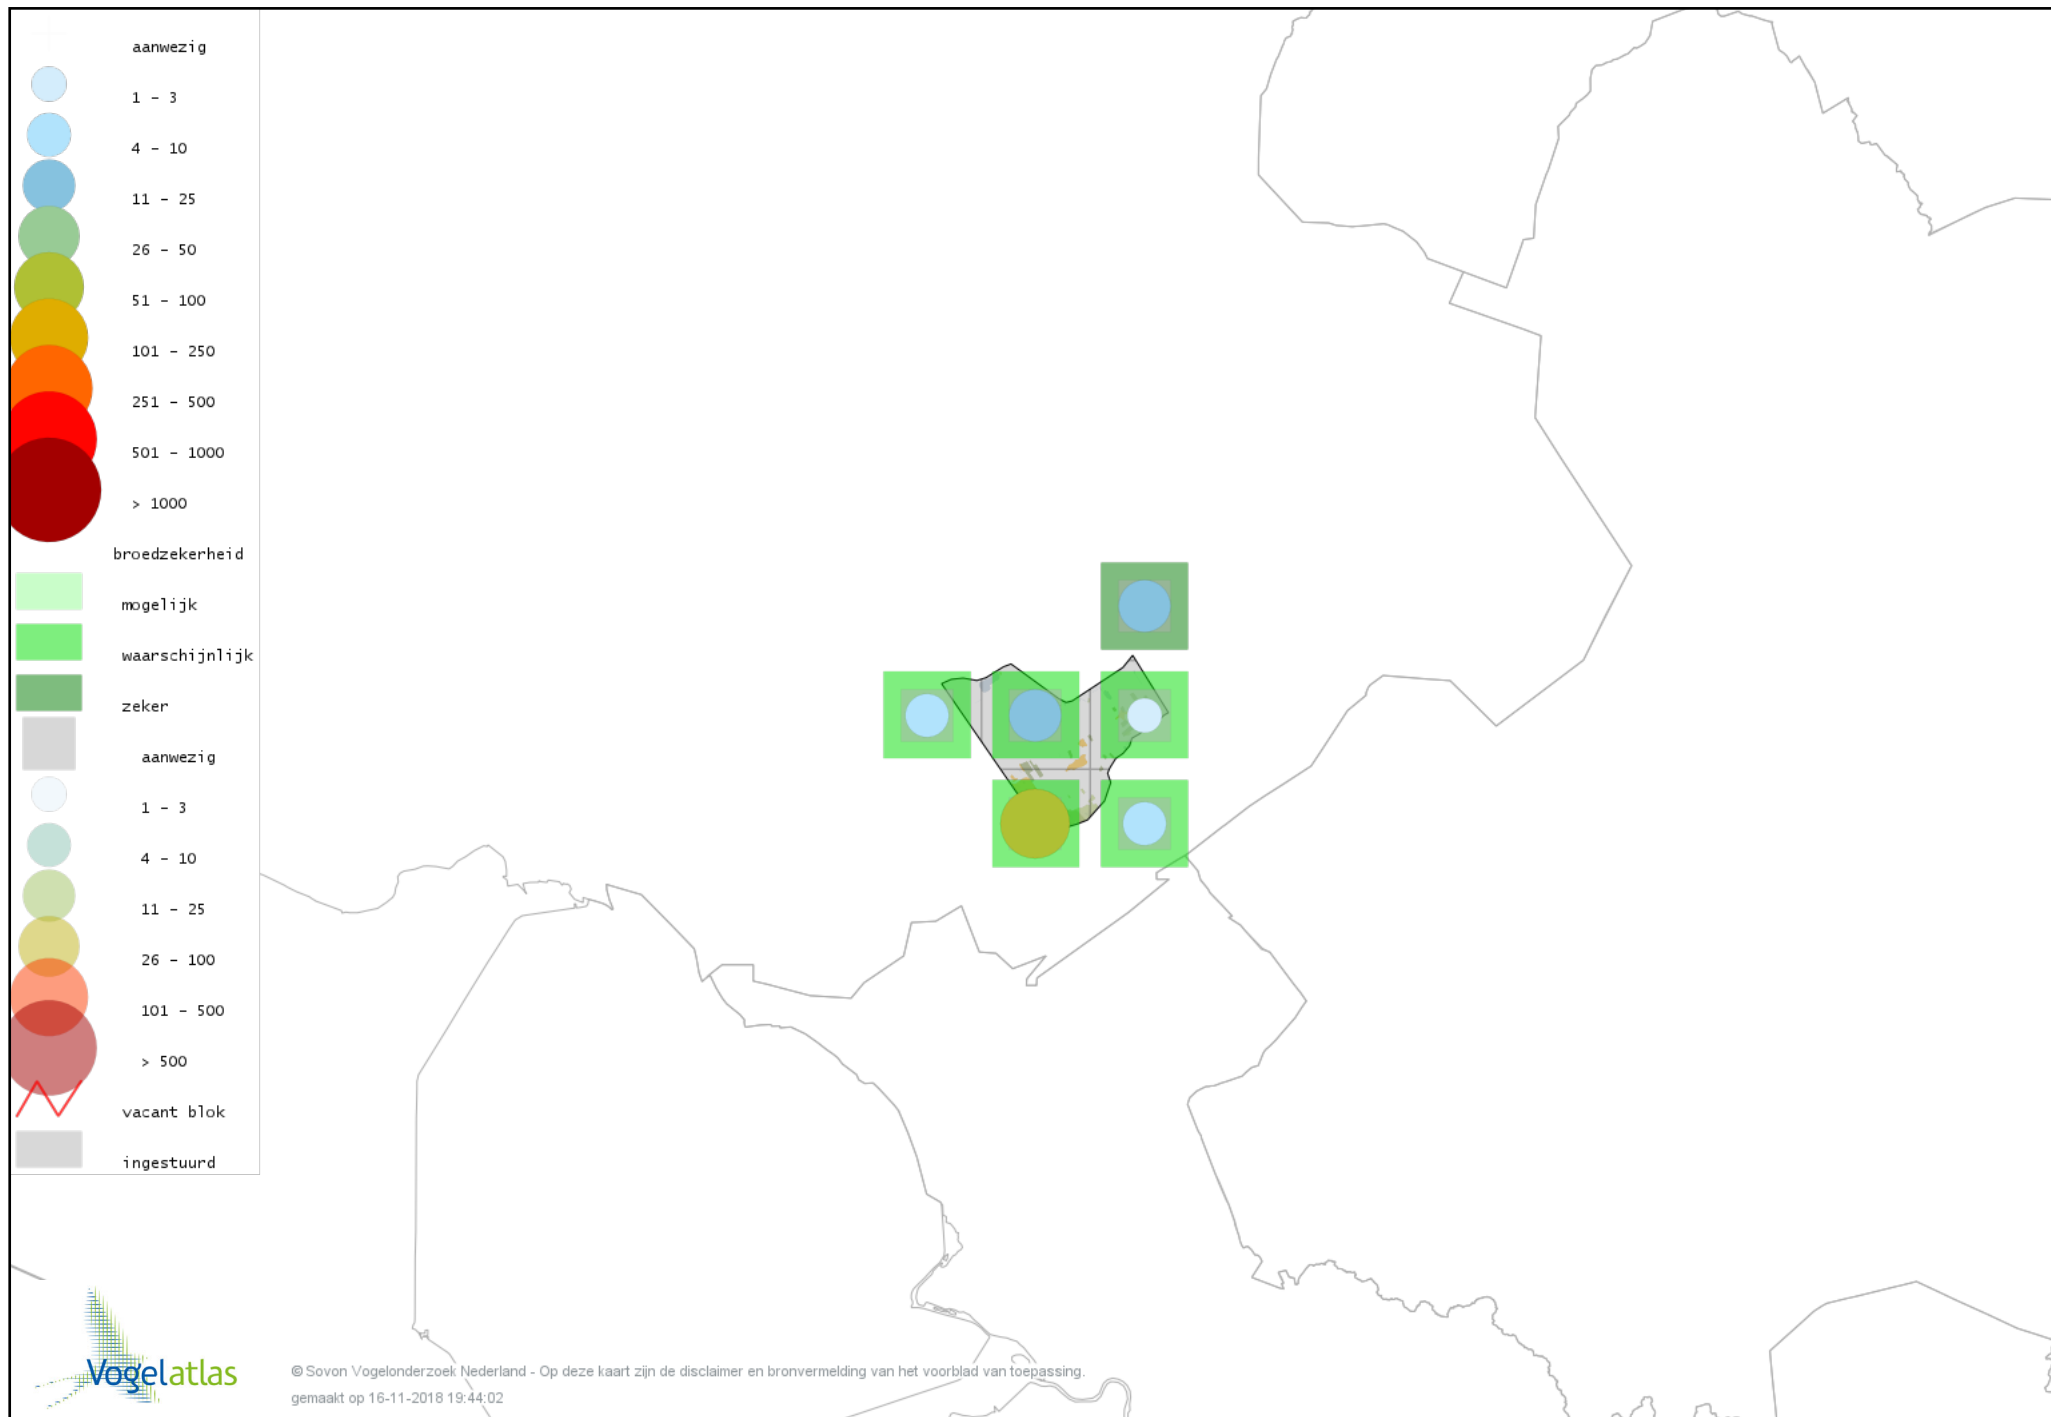 aanwezig
1 - 3
4 - 10
11 - 25
26 - 50
51 - 100
101 - 250
251 - 500
501 - 1000
> 1000
broedzekerheid
mogelijk
waarschijnlijk
zeker
aanwezig
1 - 3
4 - 10
11 - 25
26 - 100
101 - 500
> 500
vacant blok
ingestuurd
Vogelatlas
© Sovon Vogelonderzoek Nederland - Op deze kaart zijn de disclaimer en bronvermelding van het voorblad van toepassing.
gemaakt op 16-11-2018 19:44:02